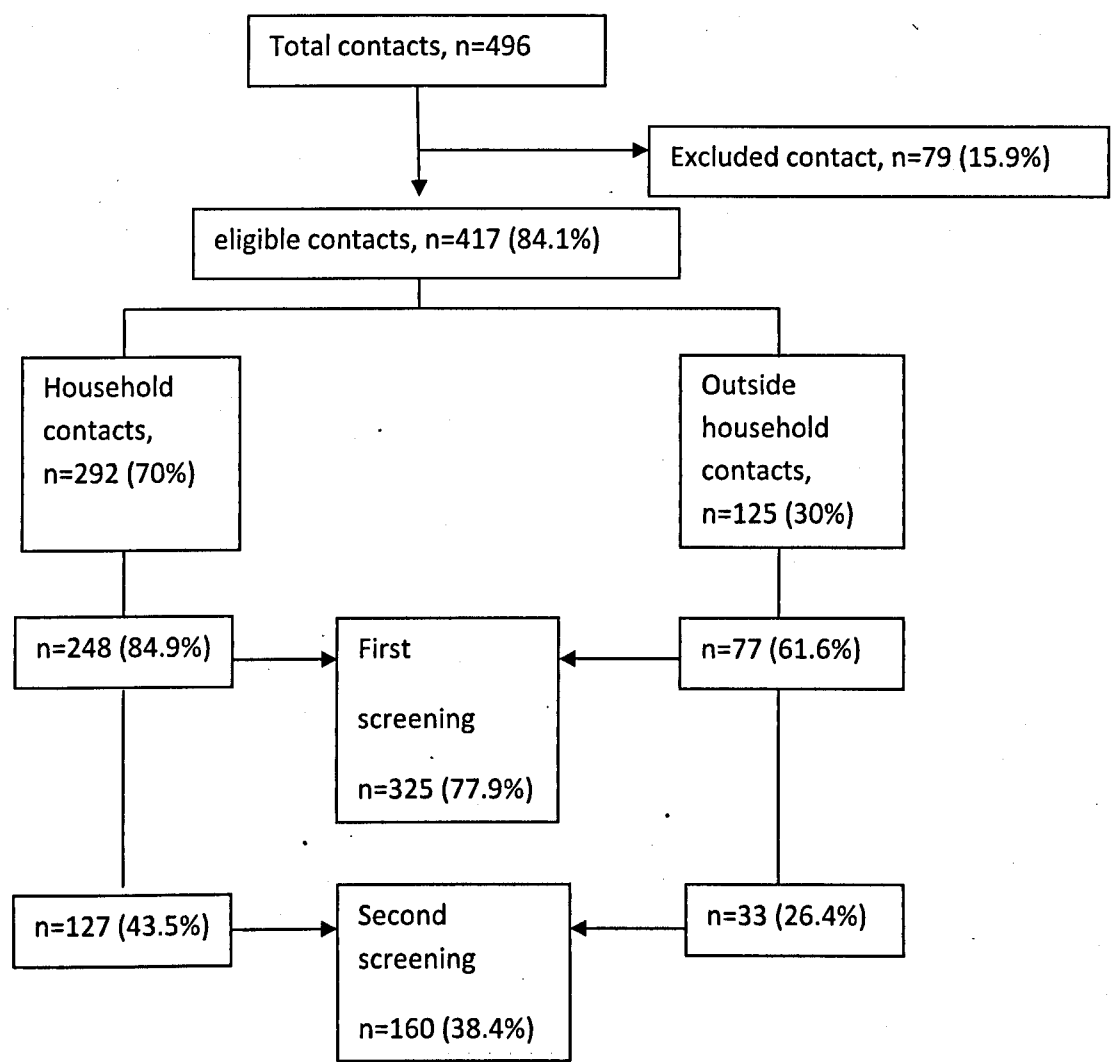 Total contacts, n=496
Excluded contact, n=79 (15.9%)
eligible contacts, n=417 (84.1%)
Household
contacts,
n=292 (70%)
Outside
household
contacts,
n=125 (30%)
n=248 (84.9%)
First
screening
n=325 (77.9%)
n=77 (61.6%)
n=127 (43.5%)
Second
screening
n=160 (38.4%)
n=33 (26.4%)